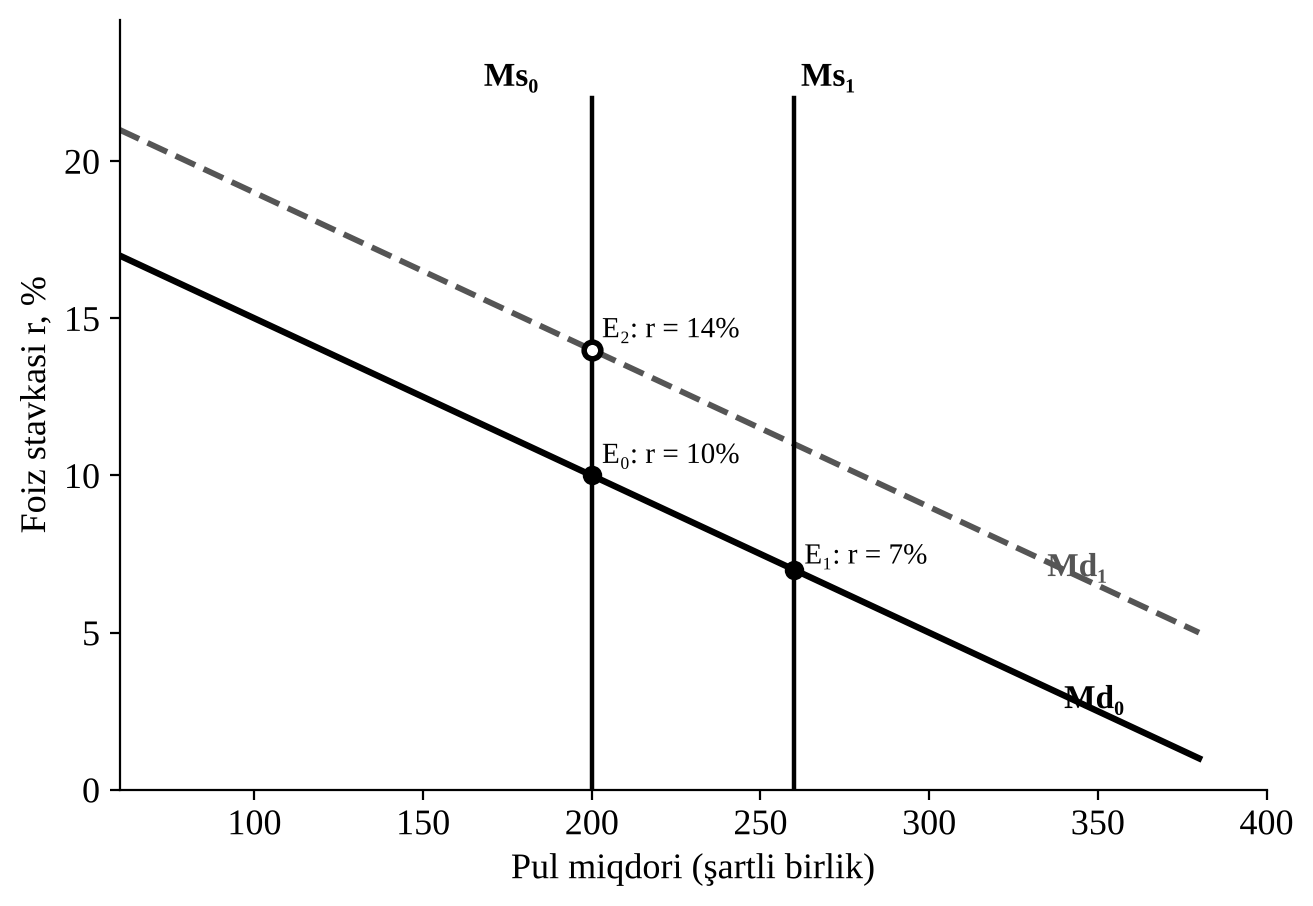 Ms₀
Ms₁
20
15
10
5
0
Foiz stavkasi r, %
E₂: r = 14%
E₀: r = 10%
E₁: r = 7%
Md₁
Md₀
100
150
200
250
300
350
400
Pul miqdori (şartli birlik)